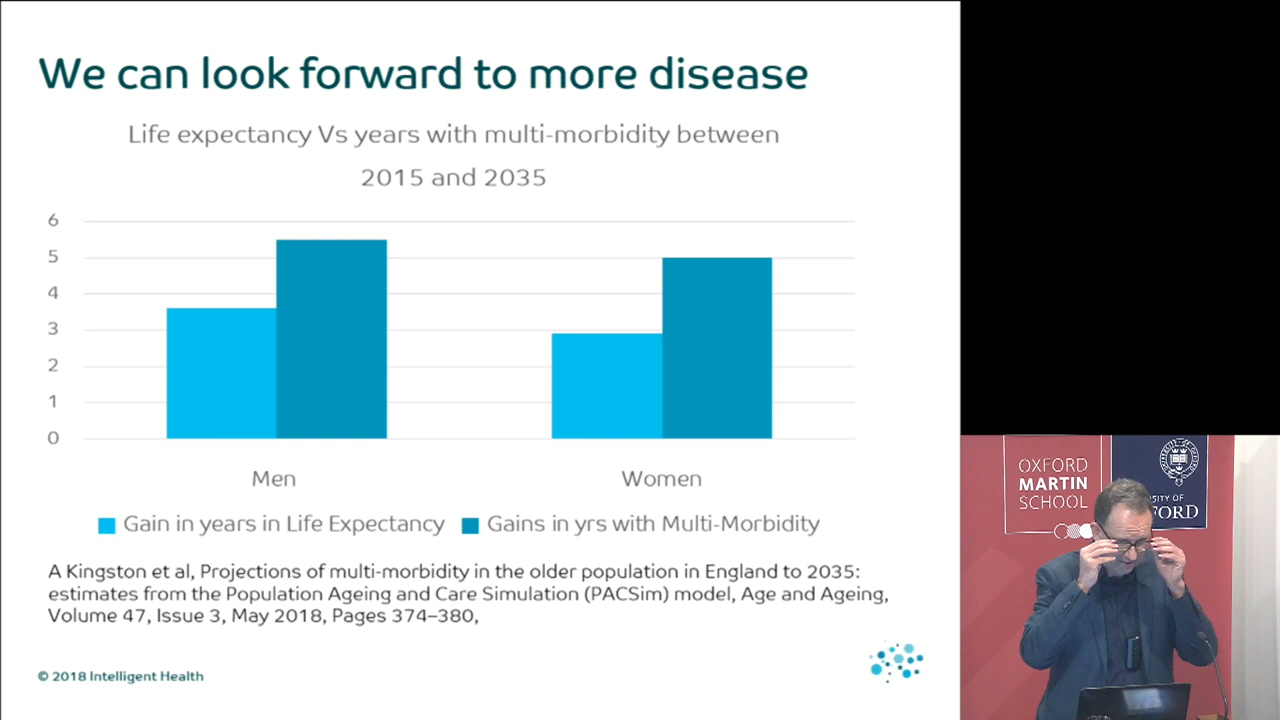 We can look forward to more disease
Life expectancy Vs years with multi-morbidity between
2015 and 2035
6
5
4
3
2
1
0
Men
Women
Gain in years in Life Expectancy
Gains in yrs with Multi-Morbidity
A Kingston et al, Projections of multi-morbidity in the older population in England to 2035:
estimates from the Population Ageing and Care Simulation (PACSim) model, Age and Ageing,
Volume 47, Issue 3, May 2018, Pages 374–380,
© 2018 Intelligent Health
OXFORD
MARTIN
SCHOOL
SITY OF
FORD